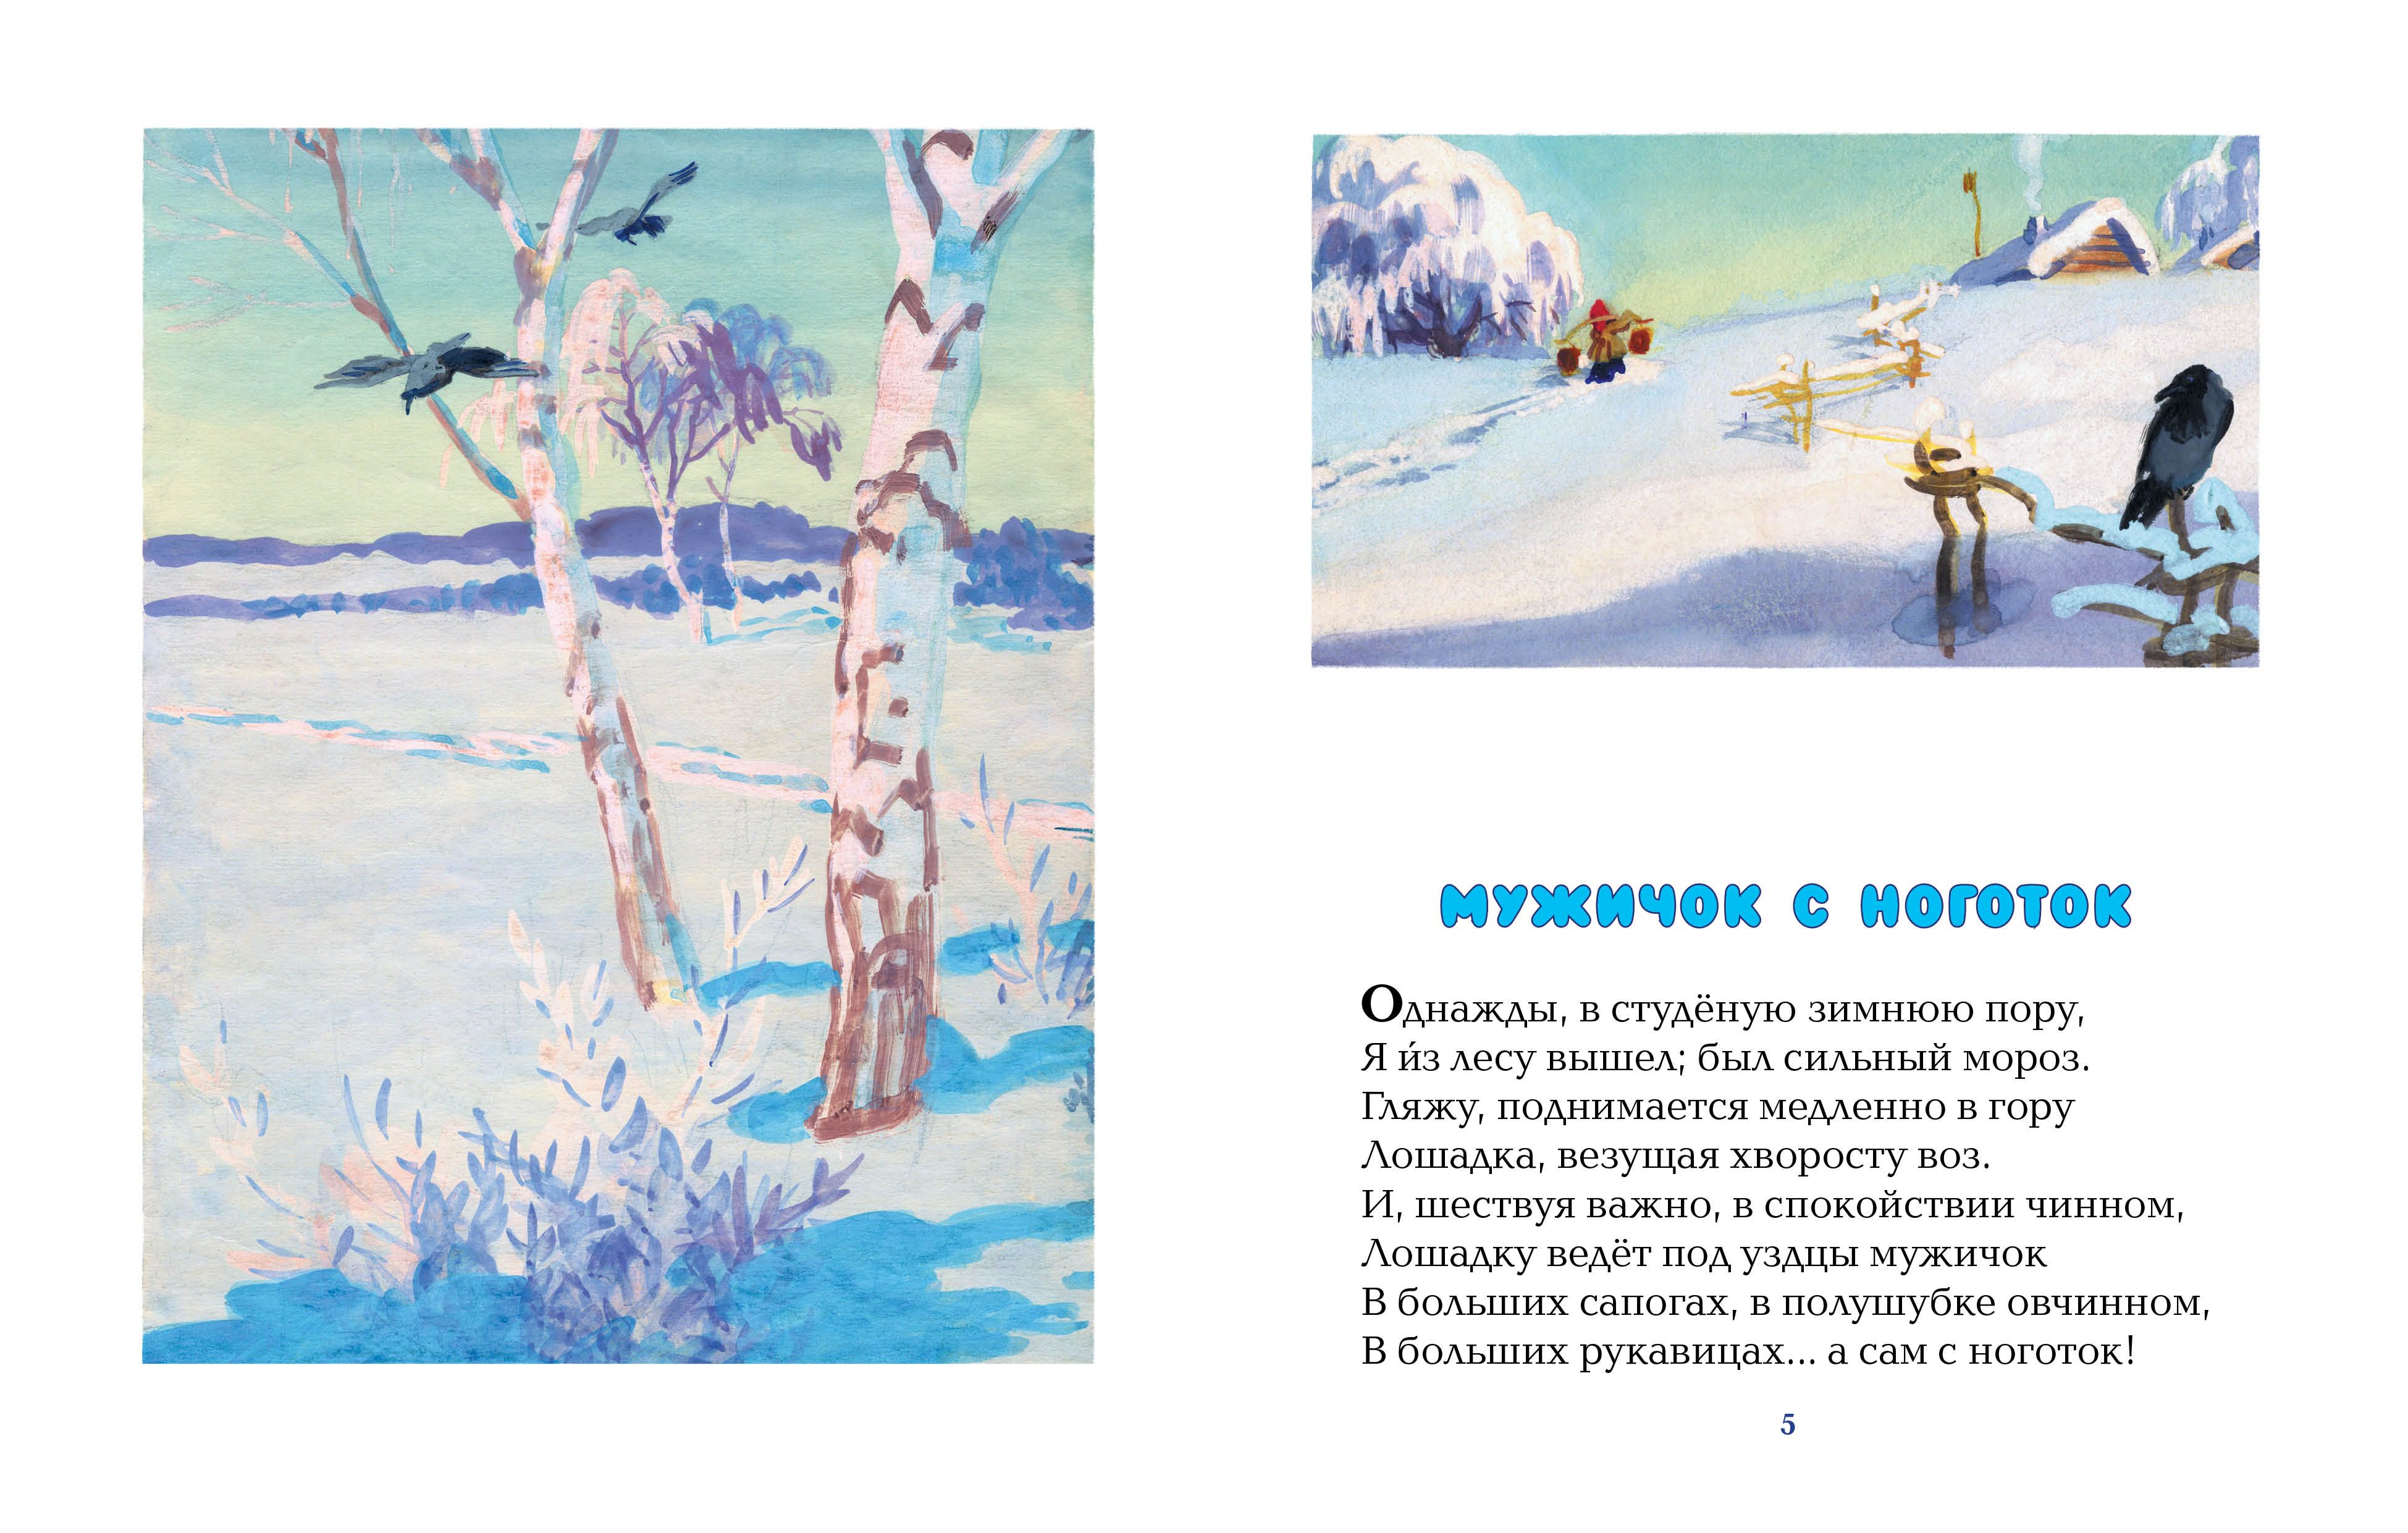 МУЖИЧОК С НОГОТОК
Однажды, в студёную зимнюю пору,
Я и́з лесу вышел; был сильный мороз.
Гляжу, поднимается медленно в гору
Лошадка, везущая хворосту воз.
И, шествуя важно, в спокойствии чинном,
Лошадку ведёт под уздцы мужичок
В больших сапогах, в полушубке овчинном,
В больших рукавицах... а сам с ноготок!
5